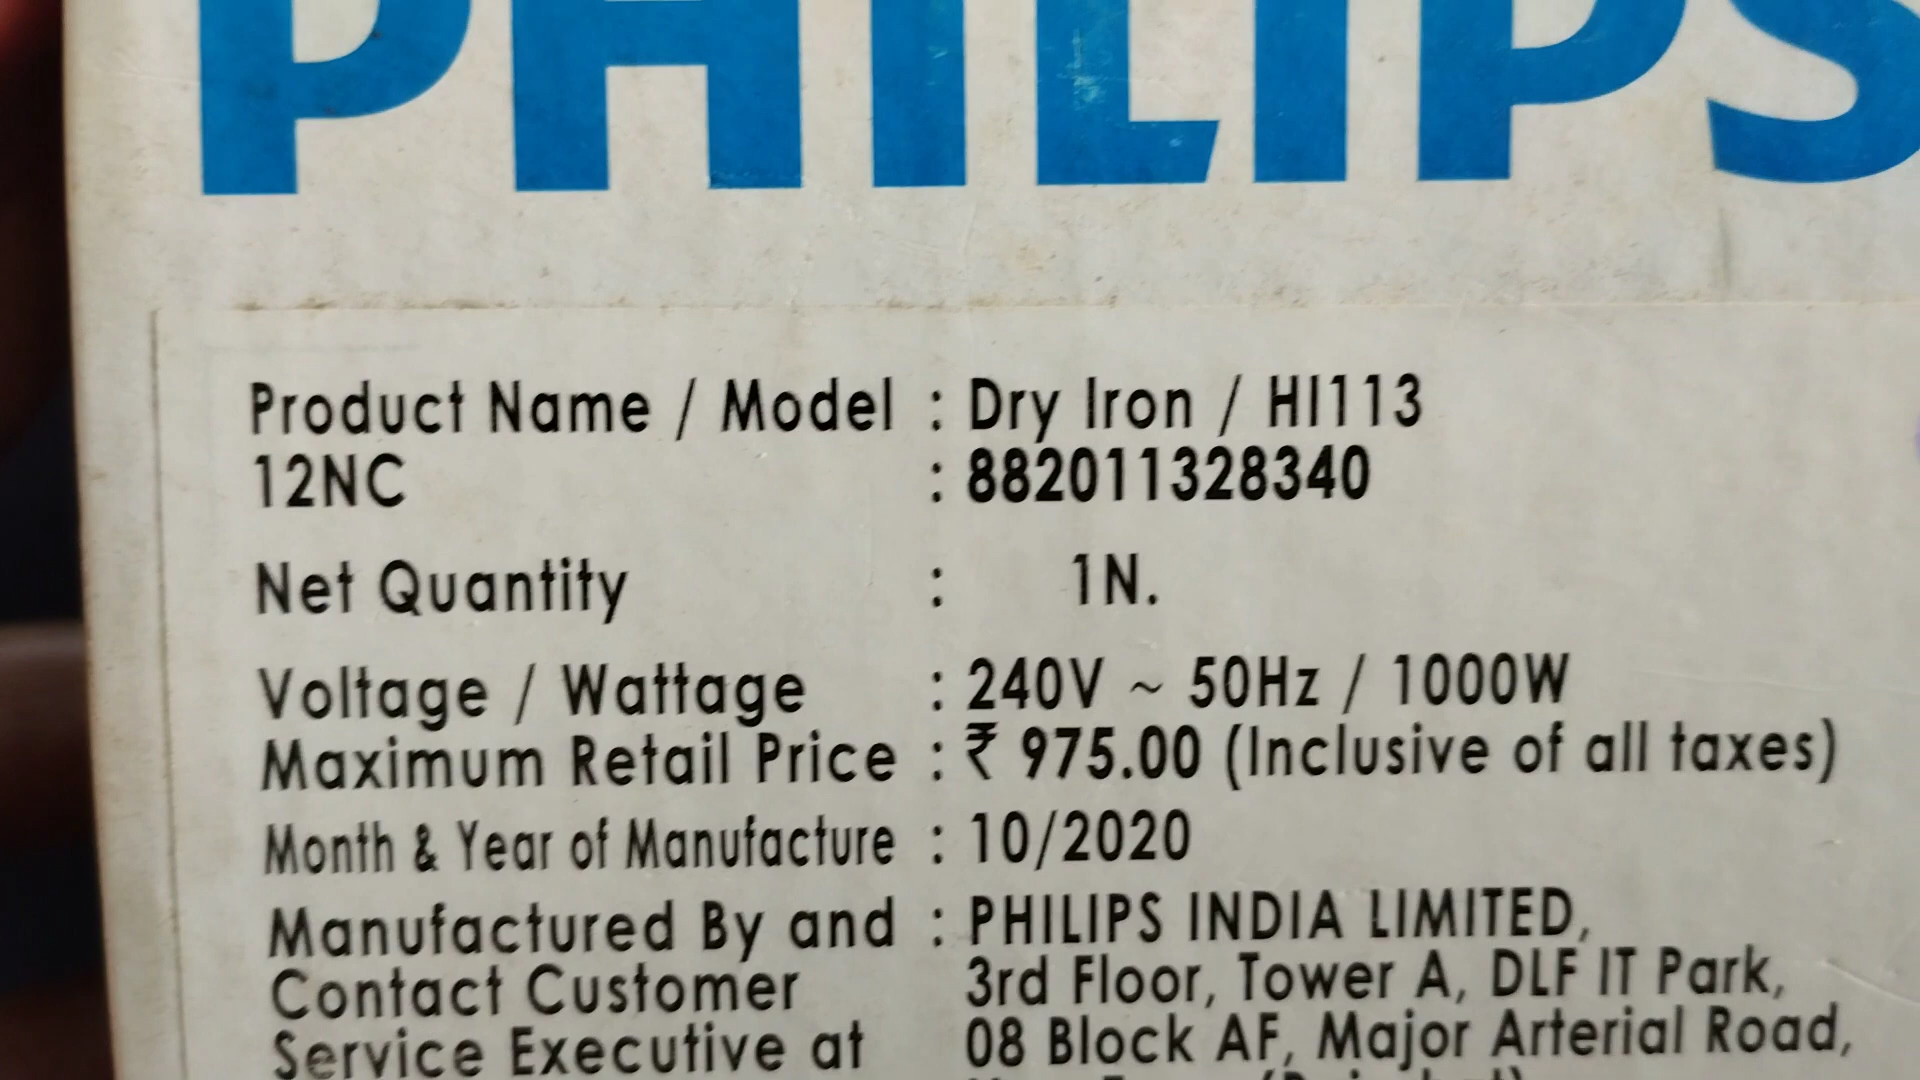 PHILIPS
Product Name / Model : Dry Iron / HI113
12NC : 882011328340
Net Quantity : 1N.
Voltage / Wattage : 240V ~ 50Hz / 1000W
Maximum Retail Price : ₹ 975.00 (Inclusive of all taxes)
Month & Year of Manufacture : 10/2020
Manufactured By and : PHILIPS INDIA LIMITED,
Contact Customer 3rd Floor, Tower A, DLF IT Park,
Service Executive at 08 Block AF, Major Arterial Road,